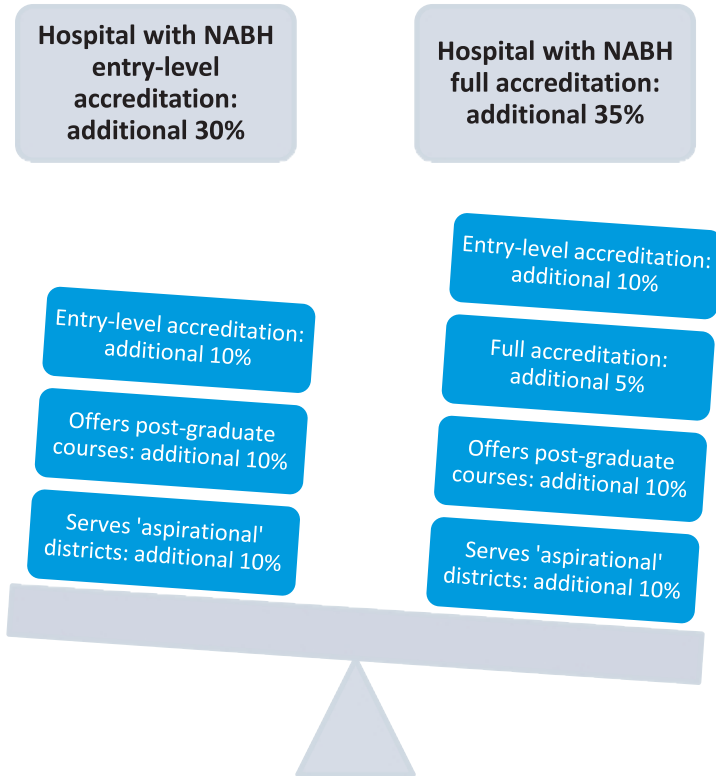 Hospital with NABH
entry-level
accreditation:
additional 30%
Hospital with NABH
full accreditation:
additional 35%
Entry-level accreditation:
additional 10%
Offers post-graduate
courses: additional 10%
Serves 'aspirational'
districts: additional 10%
Entry-level accreditation:
additional 10%
Full accreditation:
additional 5%
Offers post-graduate
courses: additional 10%
Serves 'aspirational'
districts: additional 10%